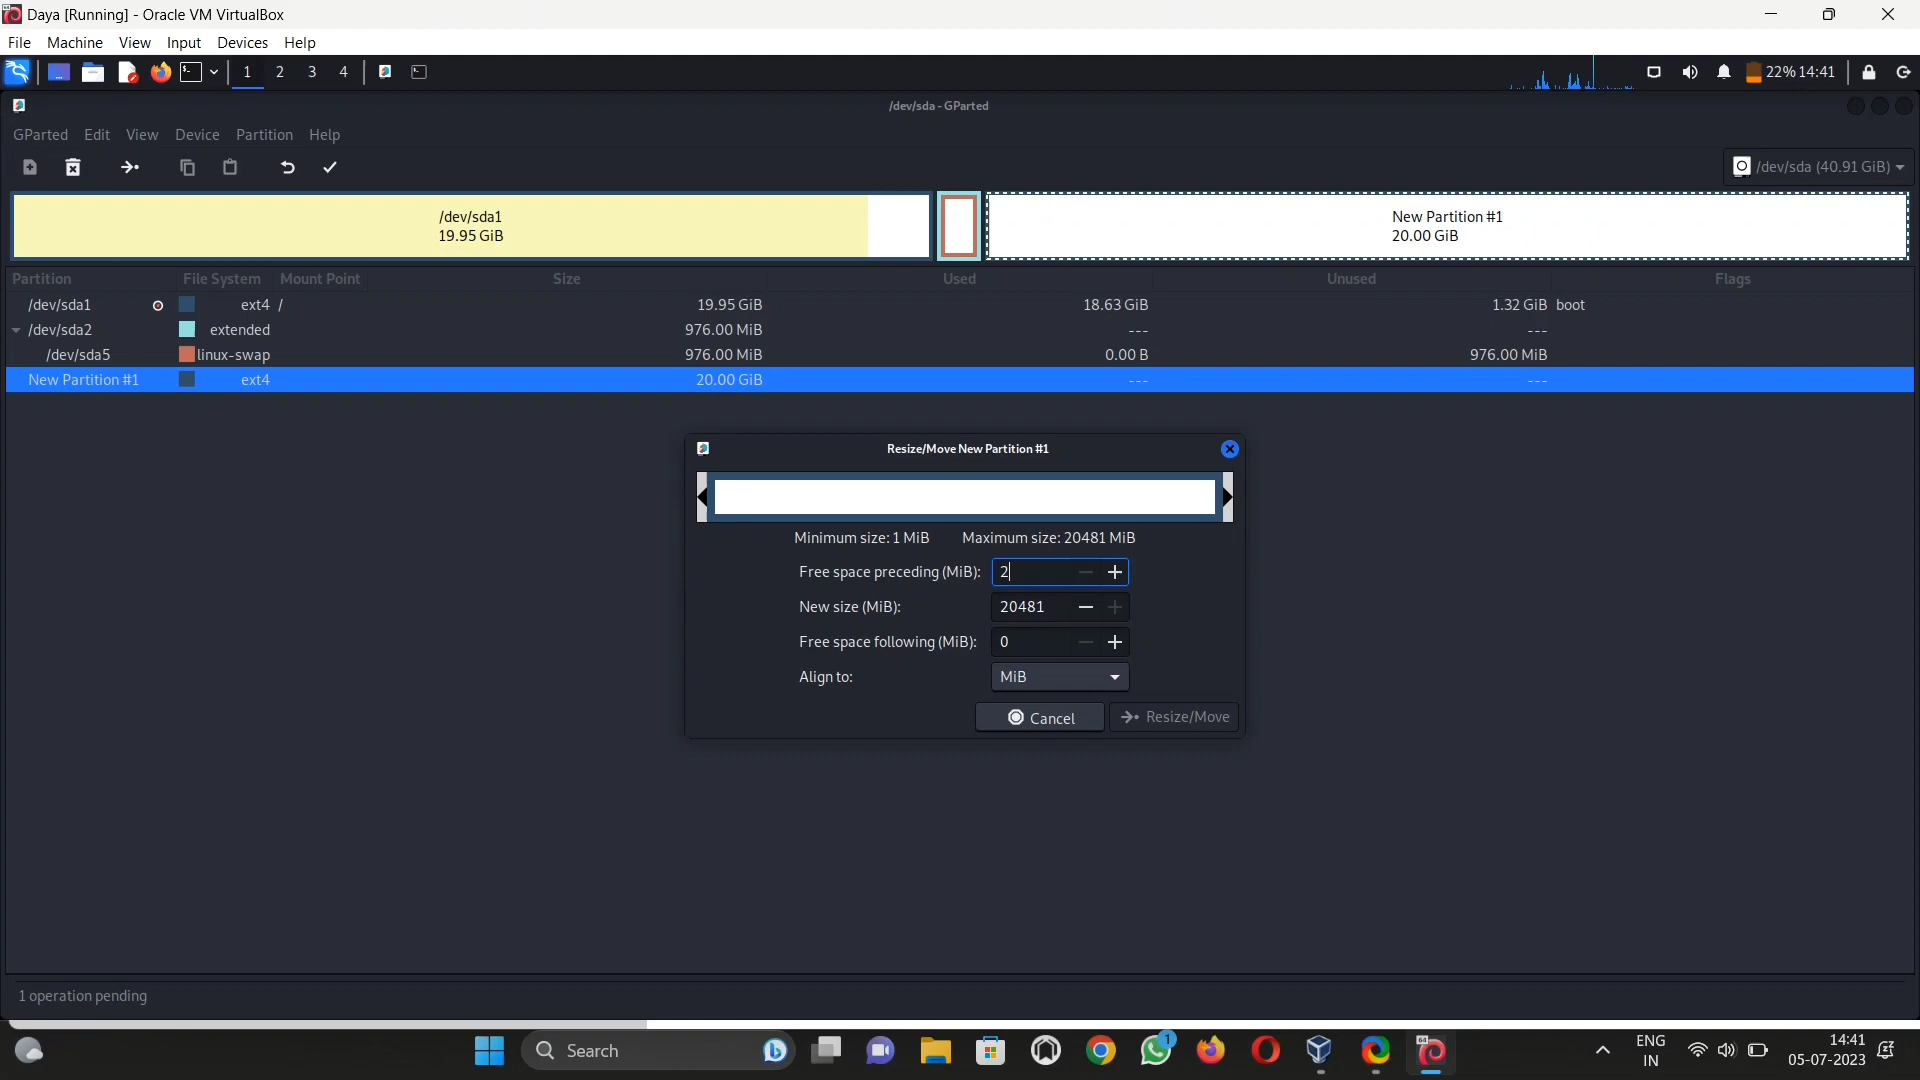 Daya [Running] - Oracle VM VirtualBox
File Machine View Input Devices Help
1 2 3 4 22% 14:41
/dev/sda - GParted
GParted Edit View Device Partition Help
/dev/sda (40.91 GiB)
/dev/sda1
19.95 GiB
New Partition #1
20.00 GiB
Partition File System Mount Point Size Used Unused Flags
/dev/sda1 ext4 / 19.95 GiB 18.63 GiB 1.32 GiB boot
/dev/sda2 extended 976.00 MiB --- ---
/dev/sda5 linux-swap 976.00 MiB 0.00 B 976.00 MiB
New Partition #1 ext4 20.00 GiB --- ---
Resize/Move New Partition #1
Minimum size: 1 MiB Maximum size: 20481 MiB
Free space preceding (MiB): 2
New size (MiB): 20481
Free space following (MiB): 0
Align to: MiB
Cancel Resize/Move
1 operation pending
Search 1 ENG IN 14:41 05-07-2023